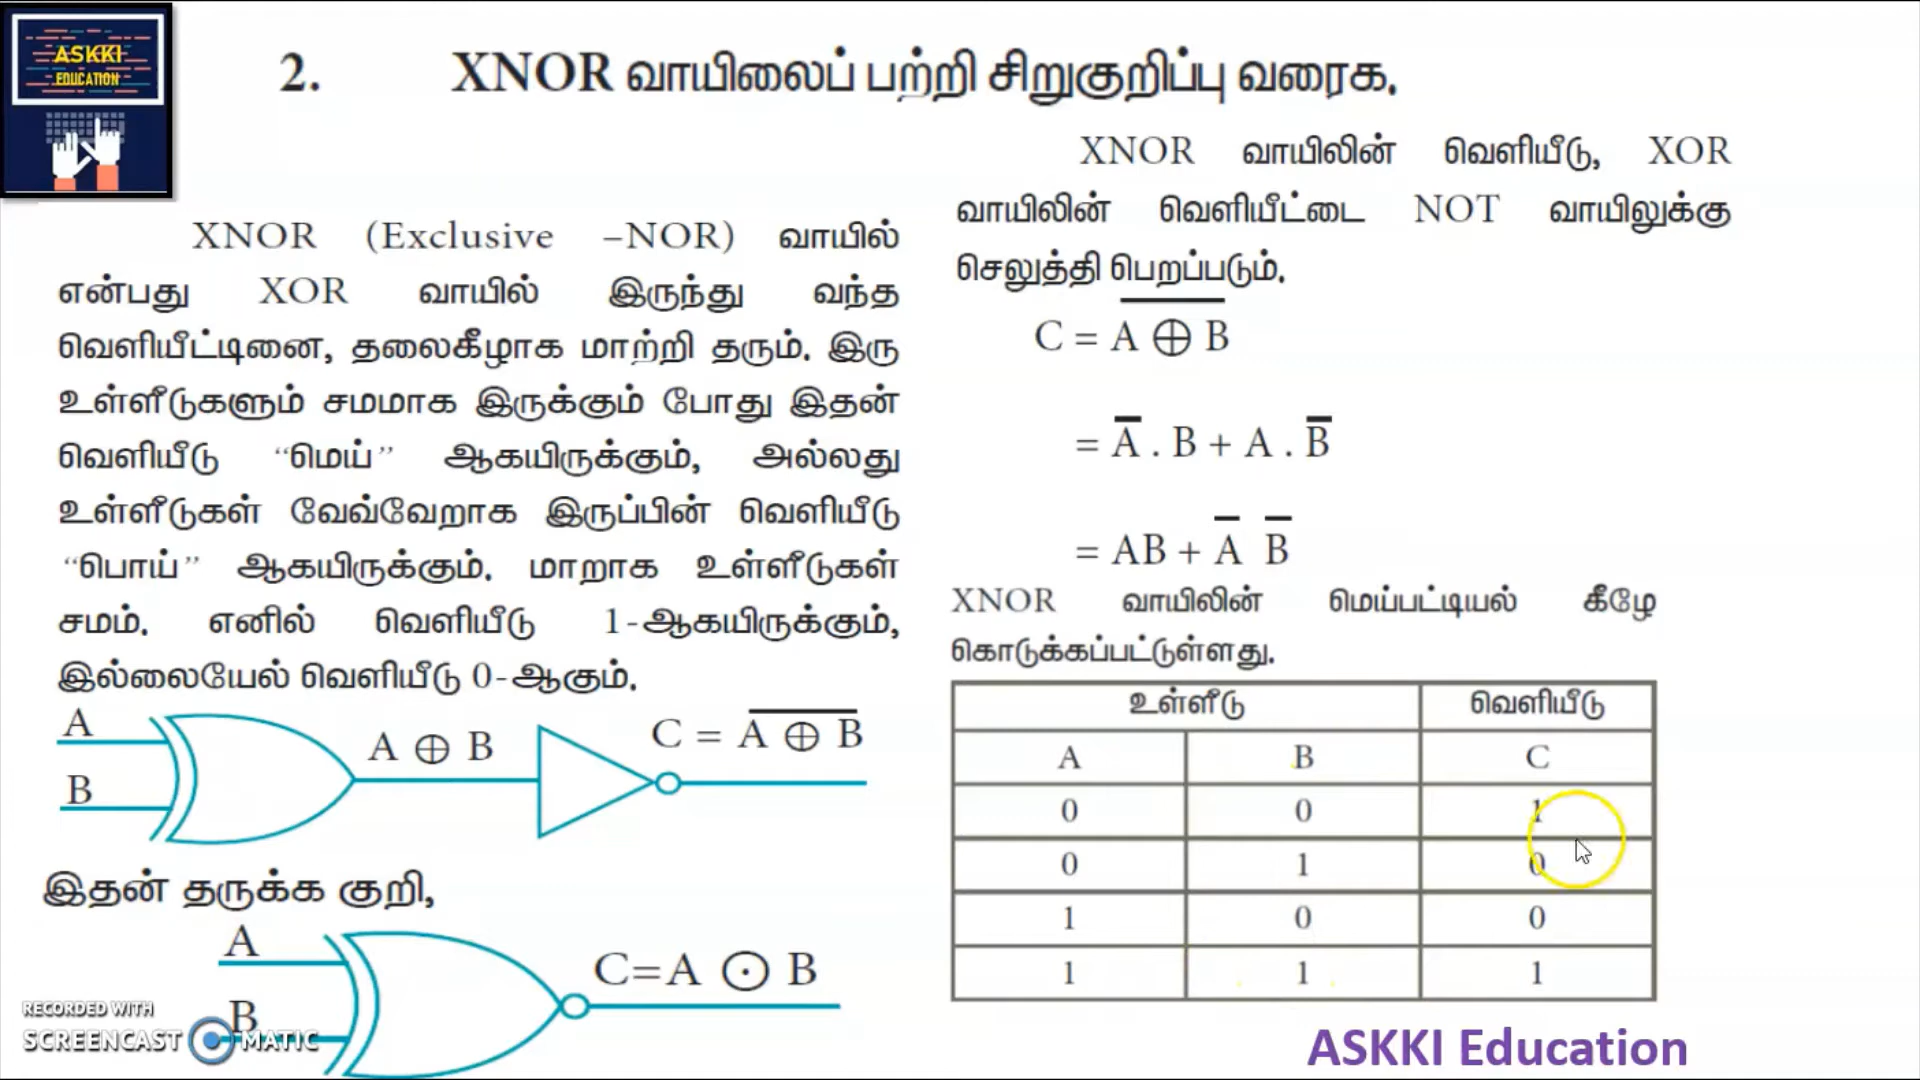 ASKKI
EDUCATION
2. XNOR வாயிலைப் பற்றி சிறுகுறிப்பு வரைக.
XNOR (Exclusive –NOR) வாயில்
என்பது XOR வாயில் இருந்து வந்த
வெளியீட்டினை, தலைகீழாக மாற்றி தரும். இரு
உள்ளீடுகளும் சமமாக இருக்கும் போது இதன்
வெளியீடு “மெய்” ஆகயிருக்கும், அல்லது
உள்ளீடுகள் வேவ்வேறாக இருப்பின் வெளியீடு
“பொய்” ஆகயிருக்கும். மாறாக உள்ளீடுகள்
சமம். எனில் வெளியீடு 1-ஆகயிருக்கும்,
இல்லையேல் வெளியீடு 0-ஆகும்.
A
B
A ⊕ B
C = A̅ ̅⊕̅ ̅B̅
இதன் தருக்க குறி,
A
B
C=A ⊙ B
XNOR வாயிலின் வெளியீடு, XOR
வாயிலின் வெளியீட்டை NOT வாயிலுக்கு
செலுத்தி பெறப்படும்.
C = A̅ ̅⊕̅ ̅B̅
= A̅ . B + A . B̅
= AB + A̅ B̅
XNOR வாயிலின் மெய்பட்டியல் கீழே
கொடுக்கப்பட்டுள்ளது.
உள்ளீடு வெளியீடு
A B C
0 0 1
0 1 0
1 0 0
1 1 1
RECORDED WITH
SCREENCAST MATIC
ASKKI Education